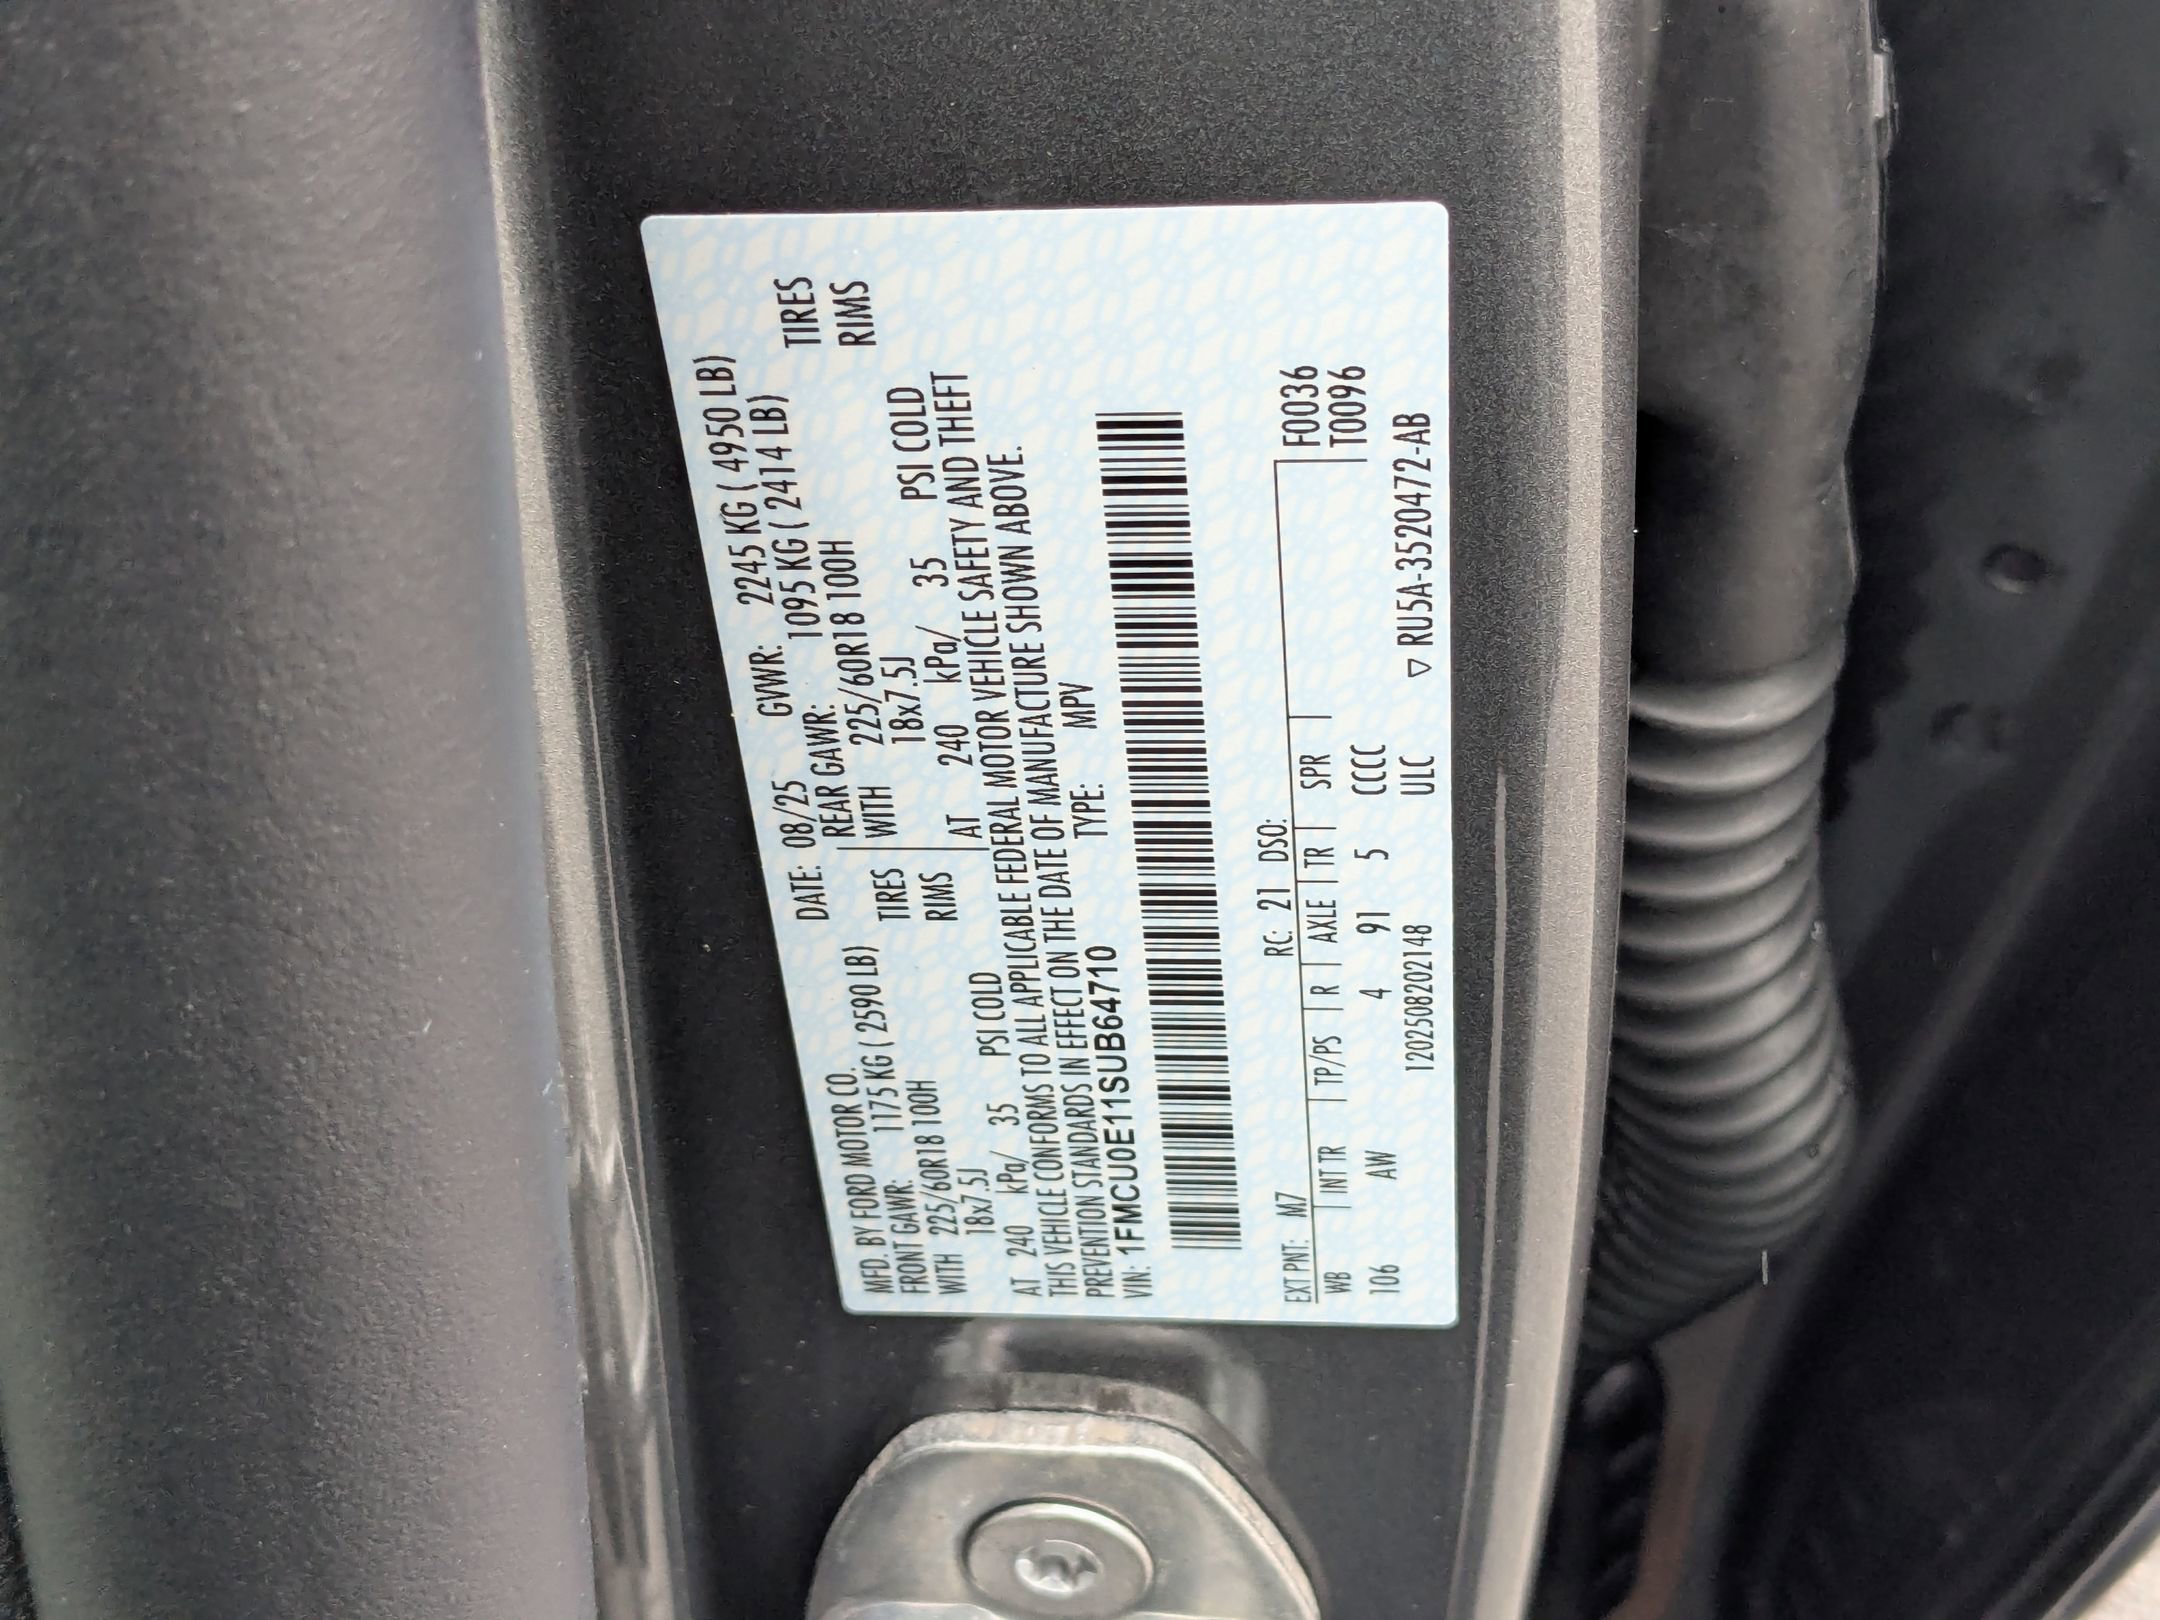 MFD. BY FORD MOTOR CO. DATE: 08/25 GVWR: 2245 KG ( 4950 LB)
FRONT GAWR: 1175 KG ( 2590 LB) REAR GAWR: 1095 KG ( 2414 LB)
WITH 225/60R18 100H TIRES WITH 225/60R18 100H TIRES
18x7.5J RIMS 18x7.5J RIMS
AT 240 kPa/ 35 PSI COLD AT 240 kPa/ 35 PSI COLD
THIS VEHICLE CONFORMS TO ALL APPLICABLE FEDERAL MOTOR VEHICLE SAFETY AND THEFT
PREVENTION STANDARDS IN EFFECT ON THE DATE OF MANUFACTURE SHOWN ABOVE.
VIN: 1FMCU0E11SUB64710 TYPE: MPV
EXT PNT: M7 RC: 21 DSO: F0036
WB | INT TR | TP/PS | R | AXLE | TR | SPR | T0096
106 AW 4 91 5 CCCC
120250820214 8 ULC ▽ RU5A-3520472-AB